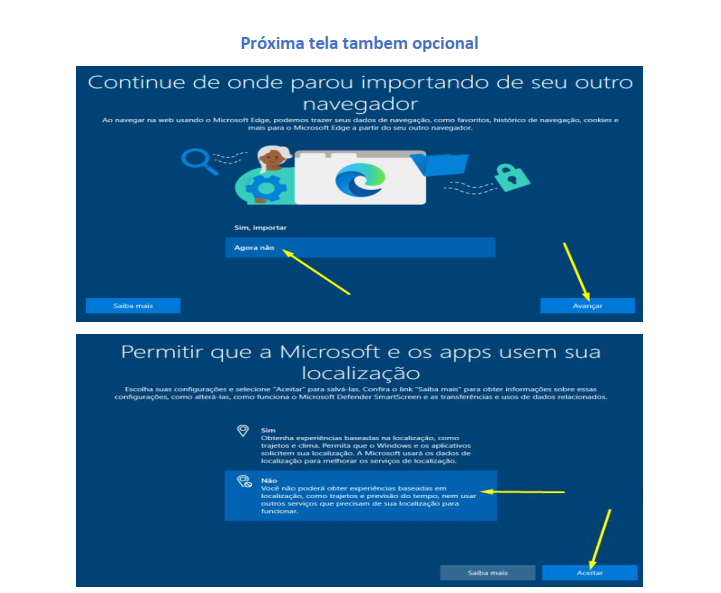 Próxima tela tambem opcional
Continue de onde parou importando de seu outro
navegador
Ao navegar na web usando o Microsoft Edge, podemos trazer seus dados de navegação, como favoritos, histórico de navegação, cookies e
mais para o Microsoft Edge a partir do seu outro navegador.
Sim, importar
Agora não
Saiba mais
Avançar
Permitir que a Microsoft e os apps usem sua
localização
Escolha suas configurações e selecione "Aceitar" para salvá-las. Confira o link "Saiba mais" para obter informações sobre essas
configurações, como alterá-las, como funciona o Microsoft Defender SmartScreen e as transferências e usos de dados relacionados.
Sim
Obtenha experiências baseadas na localização, como
trajetos e clima. Permita que o Windows e os aplicativos
solicitem sua localização. A Microsoft usará os dados de
localização para melhorar os serviços de localização.
Não
Você não poderá obter experiências baseadas em
localização, como trajetos e previsão do tempo, nem usar
outros serviços que precisam de sua localização para
funcionar.
Saiba mais
Aceitar